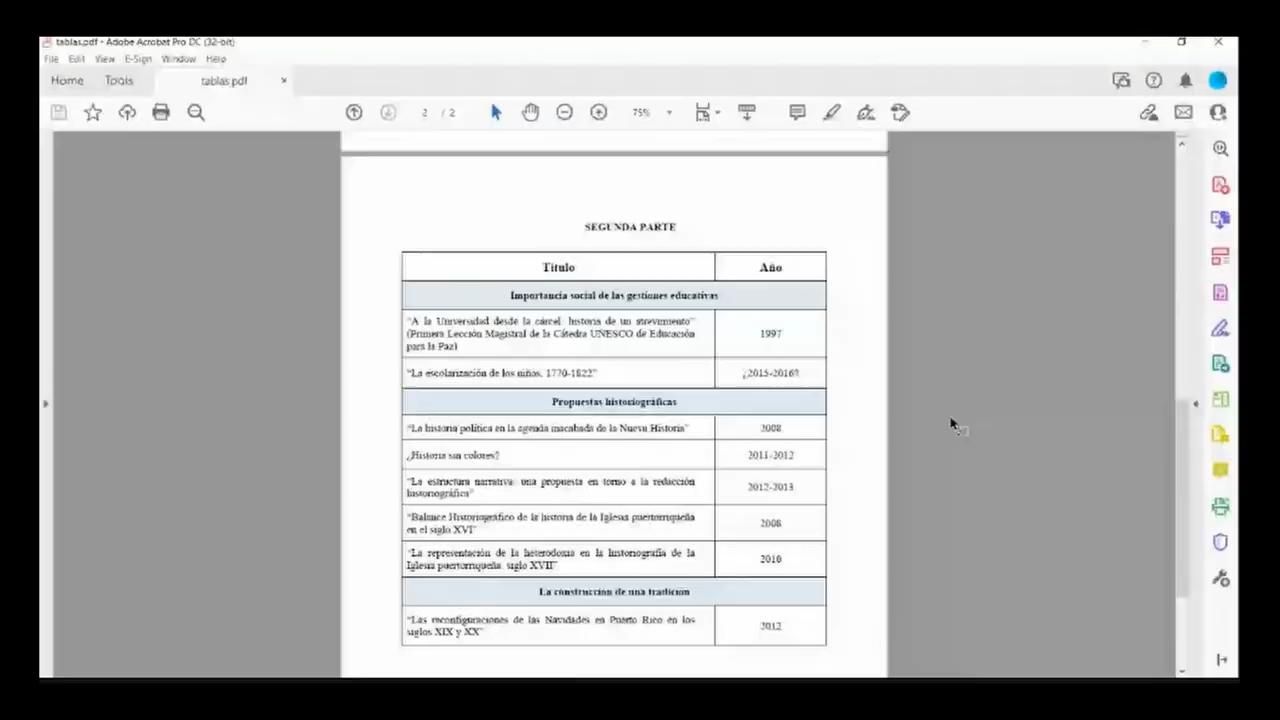 tablas.pdf - Adobe Acrobat Pro DC (32-bit)
File Edit View E-Sign Window Help
Home Tools tablas.pdf ×
2 / 2 75%
SEGUNDA PARTE
Título Año
Importancia social de las gestiones educativas
"A la Universidad desde la cárcel: historia de un atrevimiento"
(Primera Lección Magistral de la Cátedra UNESCO de Educación
para la Paz)
1997
"La escolarización de los niños, 1770-1822" ¿2015-2016?
Propuestas historiográficas
"La historia política en la agenda inacabada de la Nueva Historia" 2008
¿Historia sin colores? 2011-2012
"La estructura narrativa: una propuesta en torno a la redacción
historiográfica"
2012-2013
"Balance Historiográfico de la historia de la Iglesia puertorriqueña
en el siglo XVI"
2008
"La representación de la heterodoxia en la historiografía de la
Iglesia puertorriqueña, siglo XVII"
2010
La construcción de una tradición
"Las reconfiguraciones de las Navidades en Puerto Rico en los
siglos XIX y XX"
2012